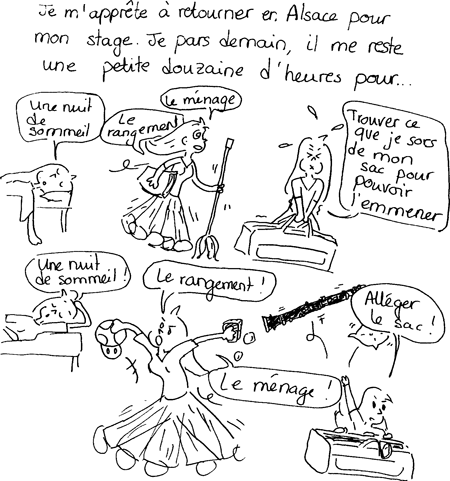 Je m'apprête à retourner en Alsace pour
mon stage. Je pars demain, il me reste
une petite douzaine d'heures pour...
Une nuit
de
sommeil
Le
rangement
Le ménage
Trouver ce
que je sors
de mon
sac pour
pouvoir
l'emmener
Une nuit
de sommeil !
Le rangement !
Alléger
le sac !
Le ménage !